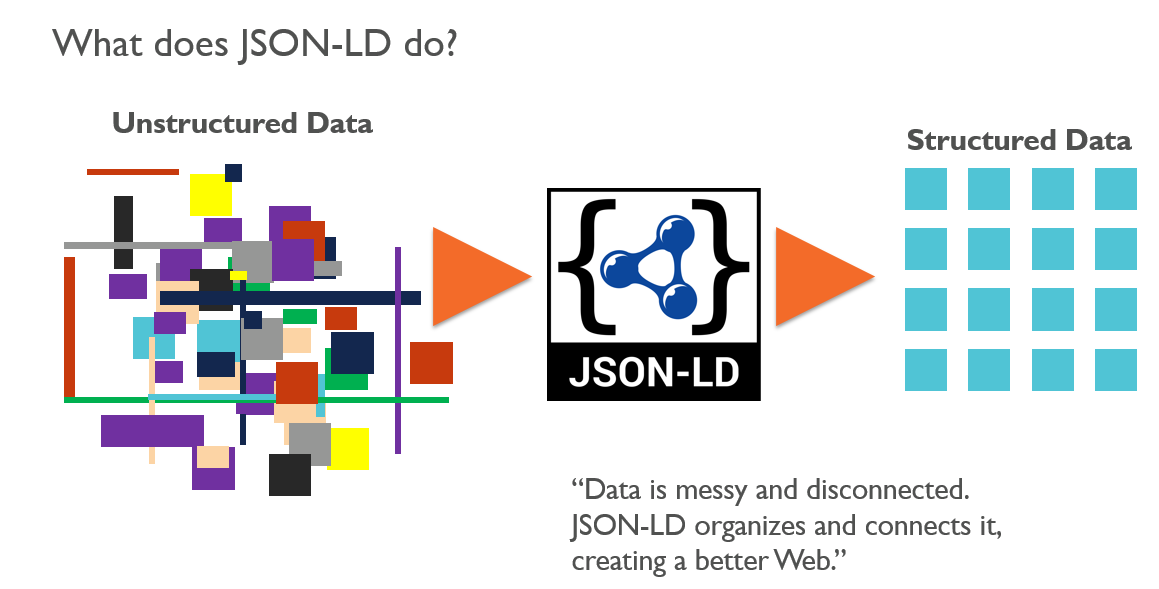 What does JSON-LD do?
Unstructured Data
Structured Data
{ }
JSON-LD
“Data is messy and disconnected.
JSON-LD organizes and connects it,
creating a better Web.”